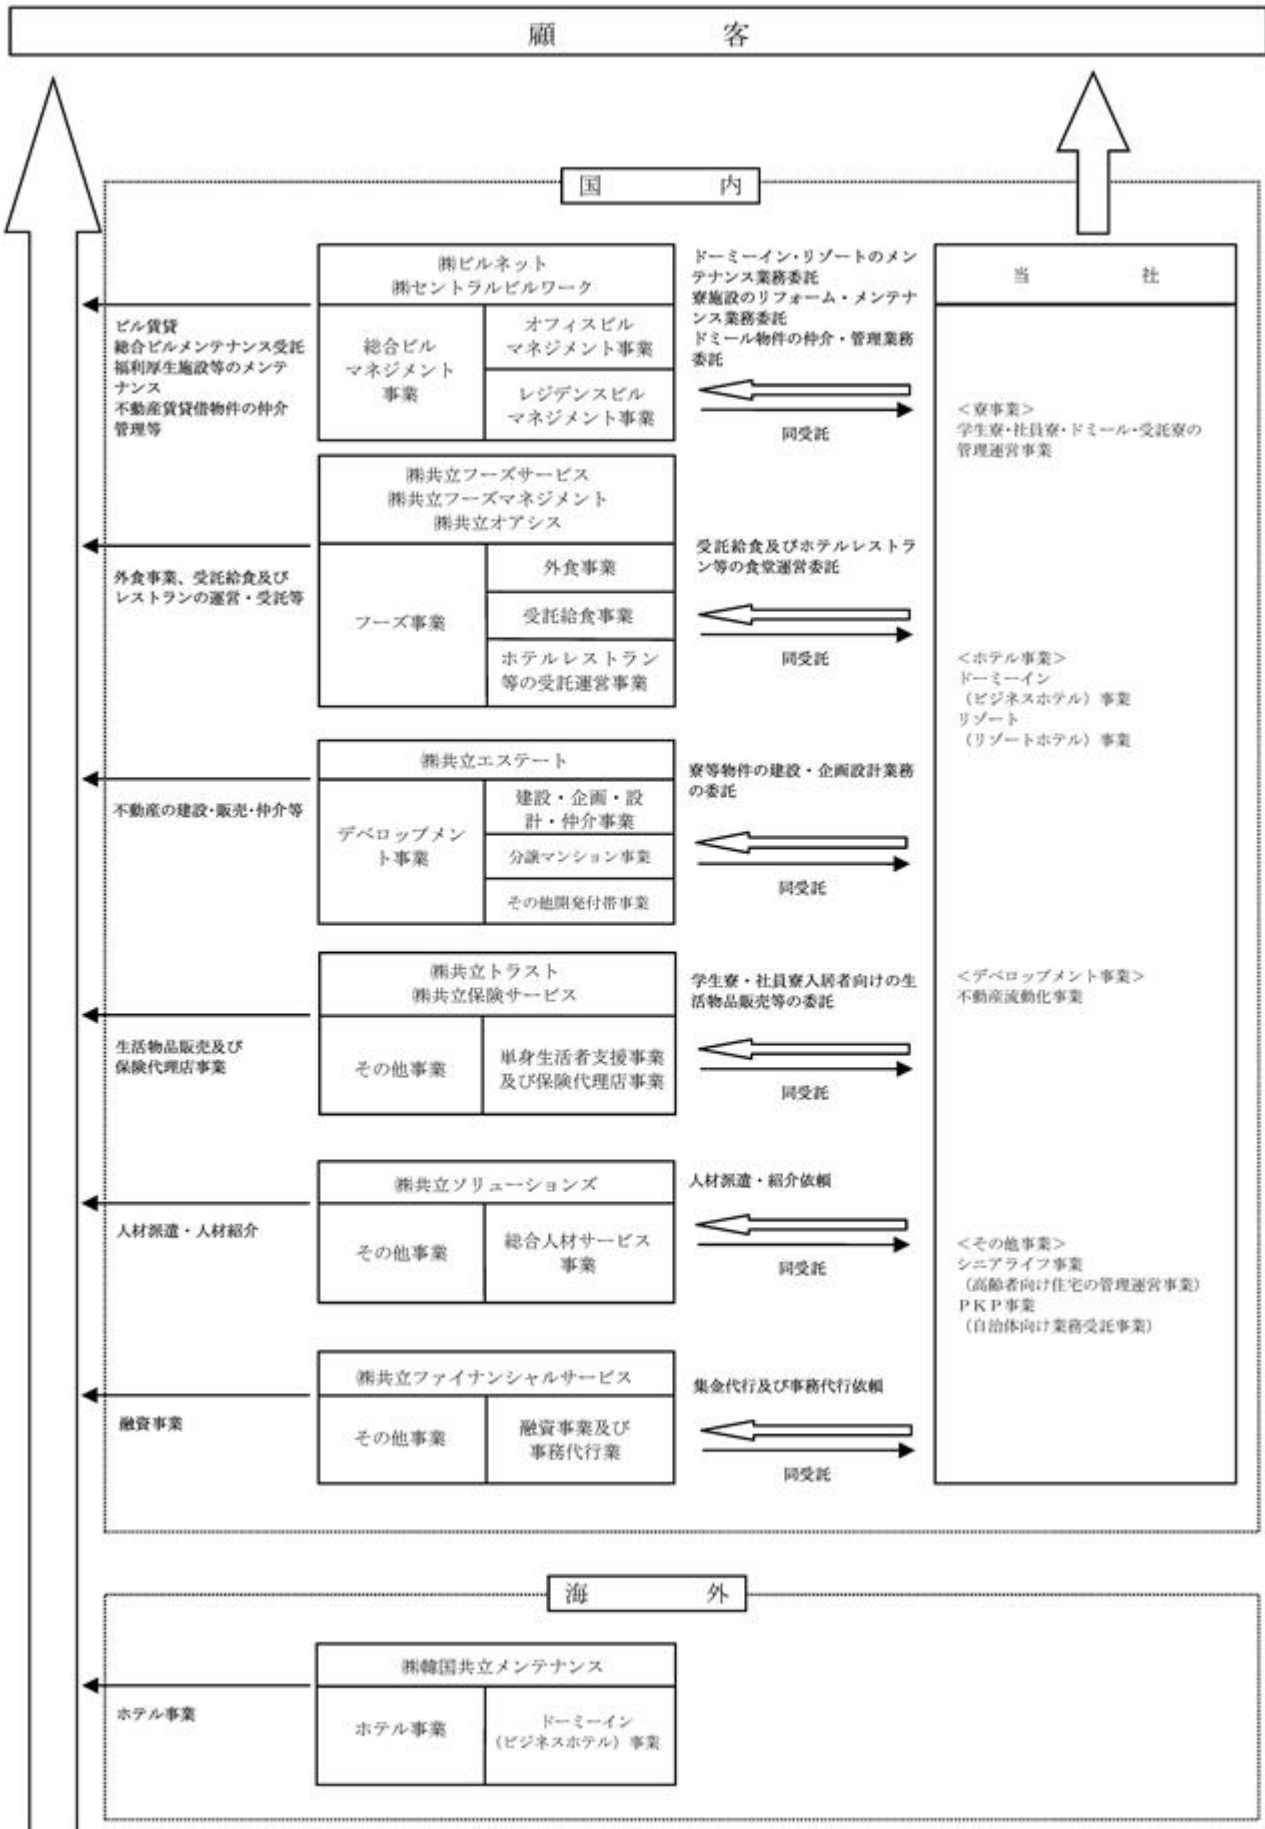 顧客
国内
㈱ビルネット
㈱セントラルビルワーク
総合ビル
マネジメント
事業
オフィスビル
マネジメント事業
レジデンスビル
マネジメント事業
ビル賃貸
総合ビルメンテナンス受託
福利厚生施設等のメンテ
ナンス
不動産賃貸借物件の仲介
管理等
ドーミーイン・リゾートのメン
テナンス業務委託
寮施設のリフォーム・メンテナ
ンス業務委託
ドミール物件の仲介・管理業務
委託
同受託
㈱共立フーズサービス
㈱共立フーズマネジメント
㈱共立オアシス
フーズ事業
外食事業
受託給食事業
ホテルレストラン
等の受託運営事業
外食事業、受託給食及び
レストランの運営・受託等
受託給食及びホテルレストラ
ン等の食堂運営委託
同受託
㈱共立エステート
デベロップメン
ト事業
建設・企画・設
計・仲介事業
分譲マンション事業
その他開発付帯事業
不動産の建設・販売・仲介等
寮等物件の建設・企画設計業務
の委託
同受託
㈱共立トラスト
㈱共立保険サービス
その他事業
単身生活者支援事業
及び保険代理店事業
生活物品販売及び
保険代理店事業
学生寮・社員寮入居者向けの生
活物品販売等の委託
同受託
㈱共立ソリューションズ
その他事業
総合人材サービス
事業
人材派遣・人材紹介
人材派遣・紹介依頼
同受託
㈱共立ファイナンシャルサービス
その他事業
融資事業及び
事務代行業
融資事業
集金代行及び事務代行依頼
同受託
当社
＜寮事業＞
学生寮・社員寮・ドミール・受託寮の
管理運営事業
＜ホテル事業＞
ドーミーイン
（ビジネスホテル）事業
リゾート
（リゾートホテル）事業
＜デベロップメント事業＞
不動産流動化事業
＜その他事業＞
シニアライフ事業
（高齢者向け住宅の管理運営事業）
ＰＫＰ事業
（自治体向け業務受託事業）
海外
㈱韓国共立メンテナンス
ホテル事業
ドーミーイン
（ビジネスホテル）事業
ホテル事業